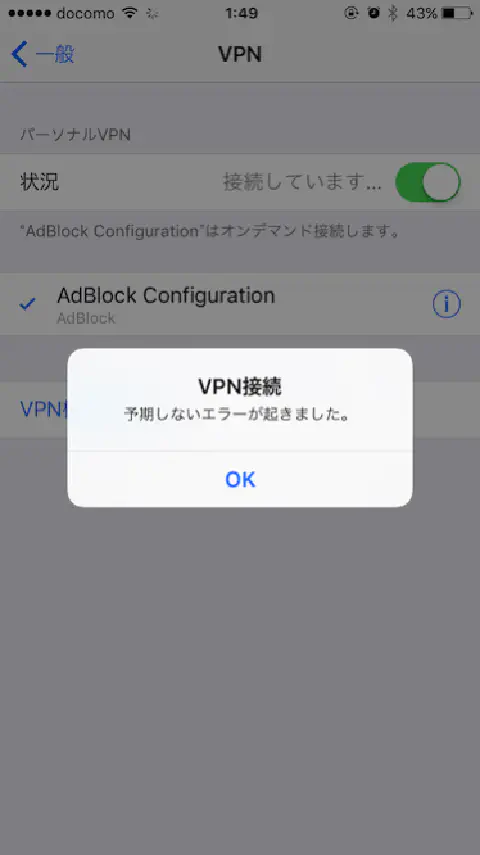 docomo 1:49 43%
一般 VPN
パーソナルVPN
状況 接続しています...
"AdBlock Configuration"はオンデマンド接続します。
AdBlock Configuration
AdBlock
VPN接続
予期しないエラーが起きました。
VPN
OK